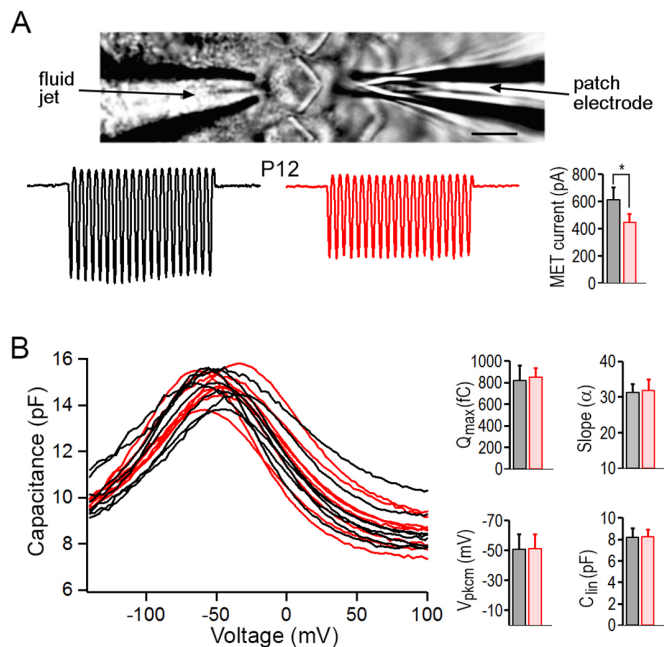 A
fluid
jet
patch
electrode
P12
MET current (pA)
800
600
400
200
0
*
B
Capacitance (pF)
16
14
12
10
8
6
-100
-50
0
50
100
Voltage (mV)
Qmax(fC)
1000
800
600
400
200
0
Slope (α)
40
30
20
10
Vpkcm (mV)
-70
-50
-30
-10
Clin (pF)
10
8
6
4
2
0